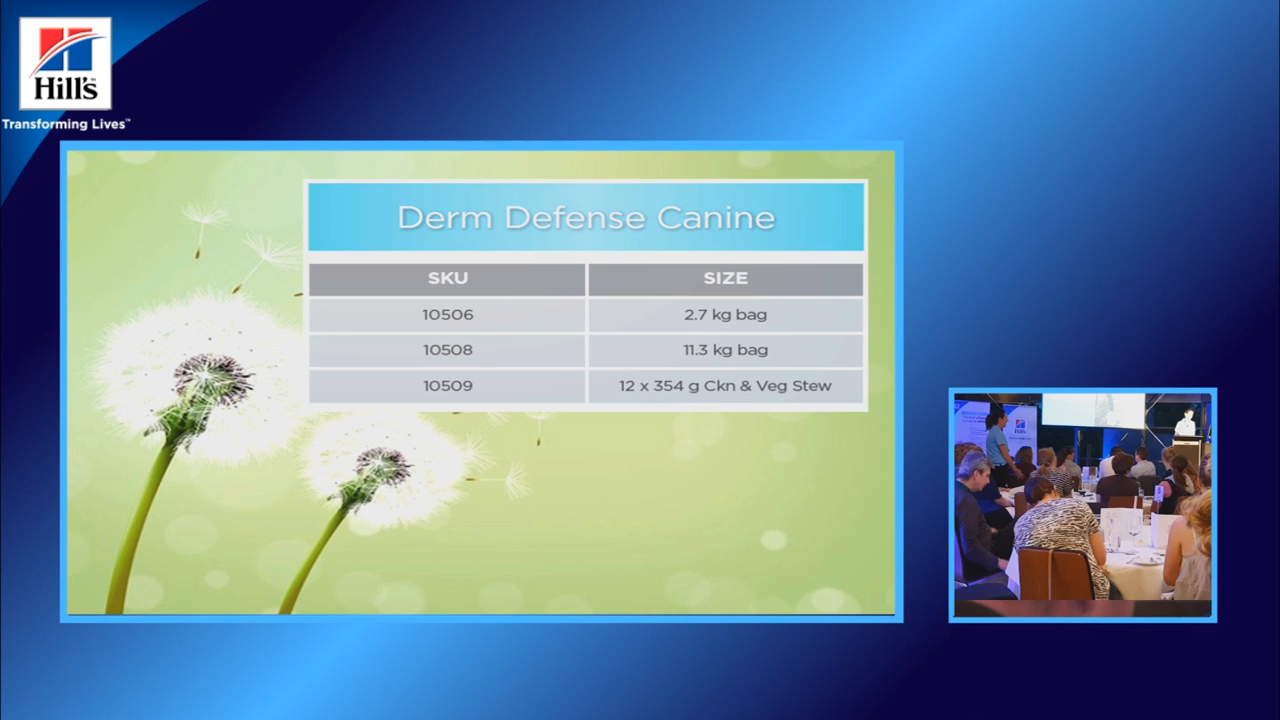 Hill's
Transforming Lives™
Derm Defense Canine
SKU SIZE
10506 2.7 kg bag
10508 11.3 kg bag
10509 12 x 354 g Ckn & Veg Stew
Hill's